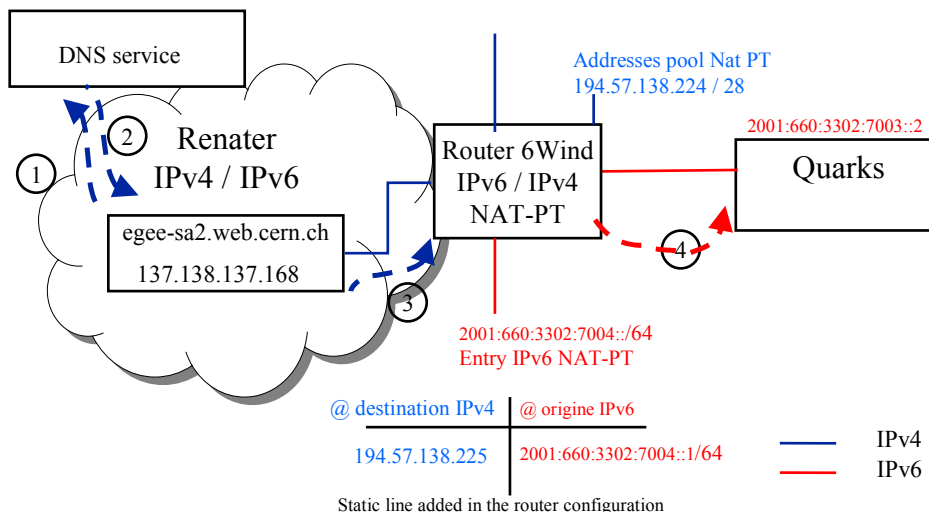 DNS service
Addresses pool Nat PT
194.57.138.224 / 28
2001:660:3302:7003::2
1
2
Renater
IPv4 / IPv6
Router 6Wind
IPv6 / IPv4
NAT-PT
Quarks
egee-sa2.web.cern.ch
137.138.137.168
3
4
2001:660:3302:7004::/64
Entry IPv6 NAT-PT
@ destination IPv4
@ origine IPv6
194.57.138.225
2001:660:3302:7004::1/64
Static line added in the router configuration
IPv4
IPv6